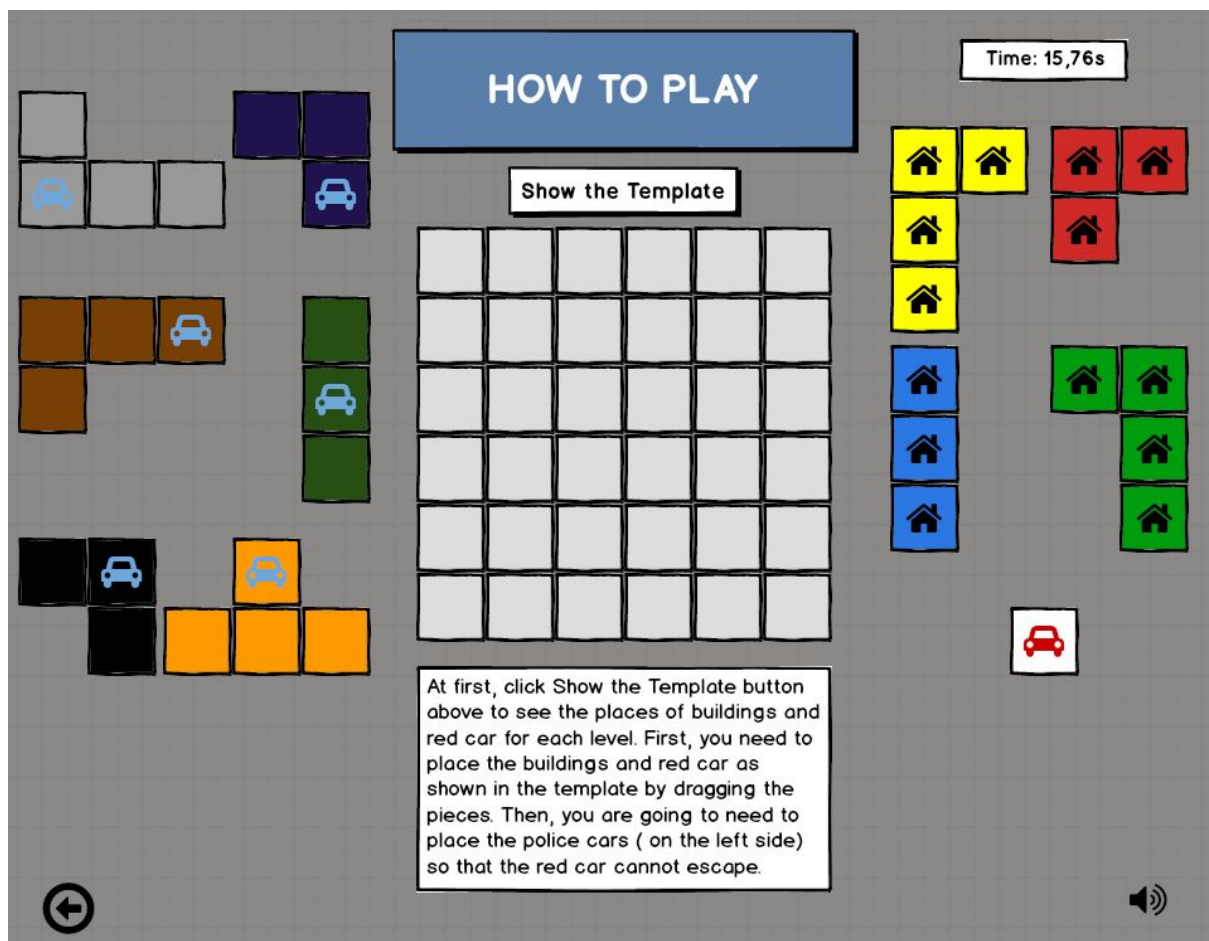 HOW TO PLAY
Time: 15,76s
Show the Template
At first, click Show the Template button
above to see the places of buildings and
red car for each level. First, you need to
place the buildings and red car as
shown in the template by dragging the
pieces. Then, you are going to need to
place the police cars ( on the left side)
so that the red car cannot escape.